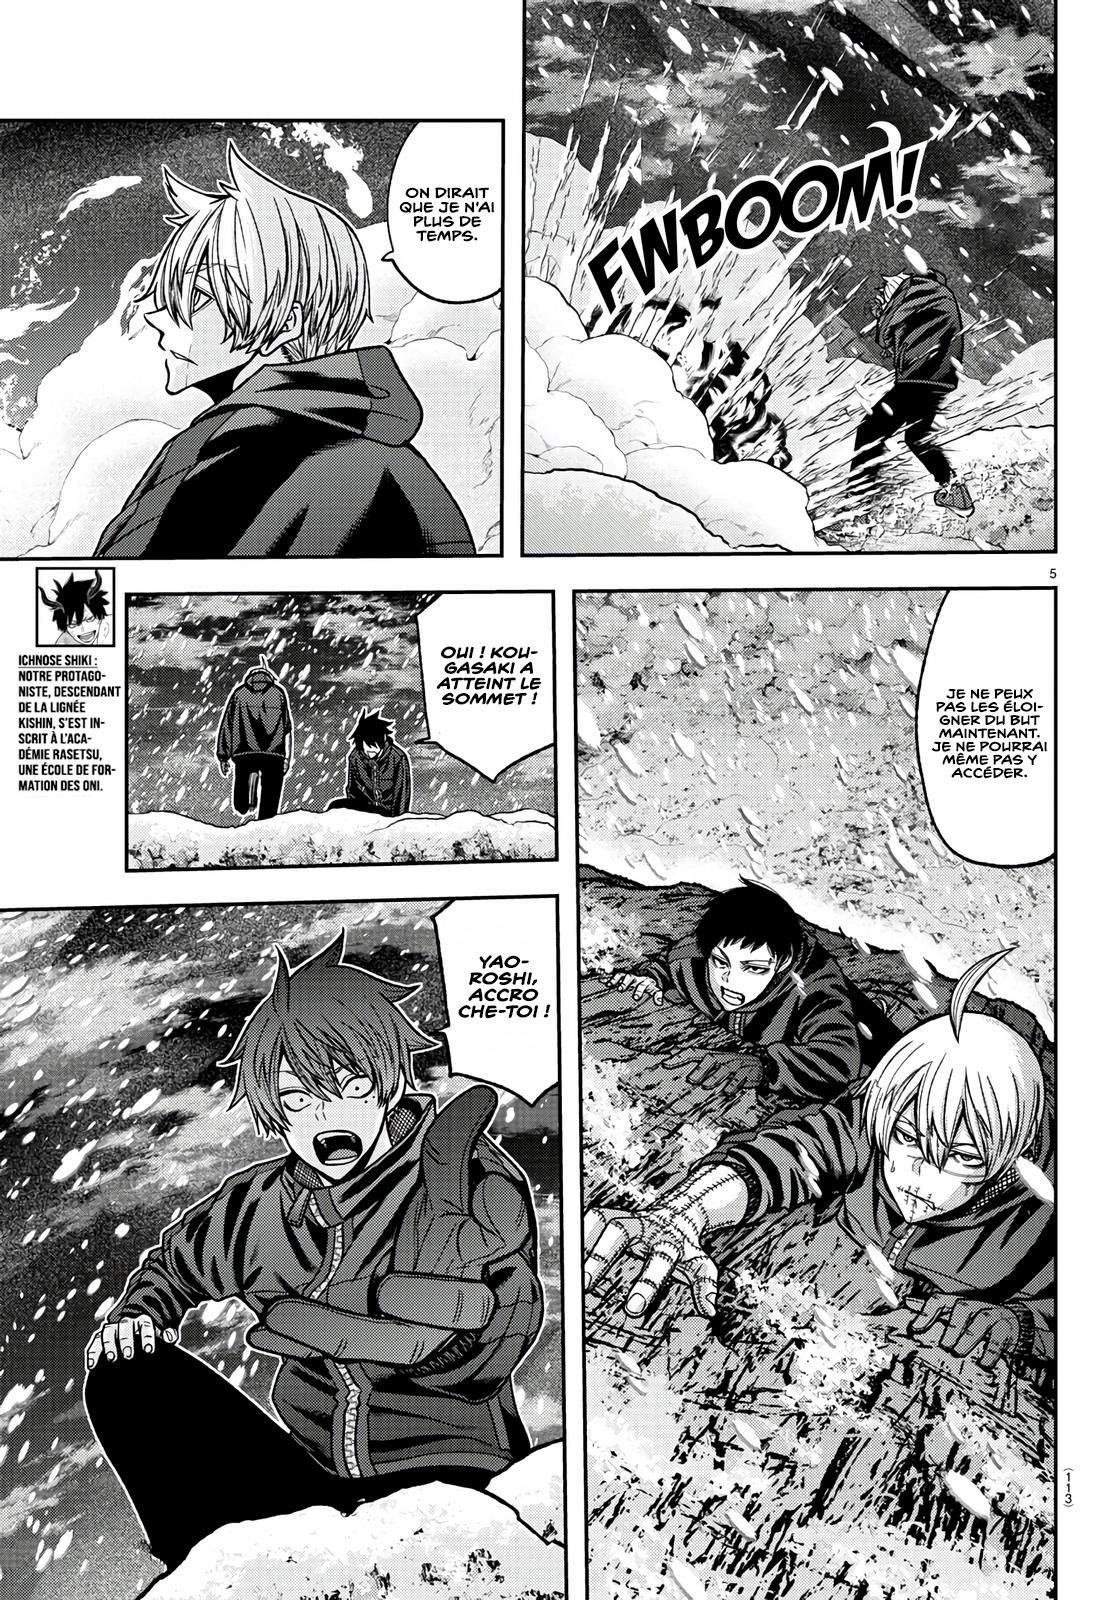 FWBOOM!
ON DIRAIT
QUE JE N'AI
PLUS DE
TEMPS.
5
JE NE PEUX
PAS LES ÉLOI-
GNER DU BUT
MAINTENANT.
JE NE POURRAI
MÊME PAS Y
ACCÉDER.
OUI ! KOU-
GASAKI A
ATTEINT LE
SOMMET !
ICHNOSE SHIKI :
NOTRE PROTAGO-
NISTE, DESCENDANT
DE LA LIGNÉE
KISHIN, S'EST IN-
SCRIT À L'ACA-
DÉMIE RASETSU,
UNE ÉCOLE DE FOR-
MATION DES ONI.
YAO-
ROSHI,
ACCRO
CHE-TOI !
(113)